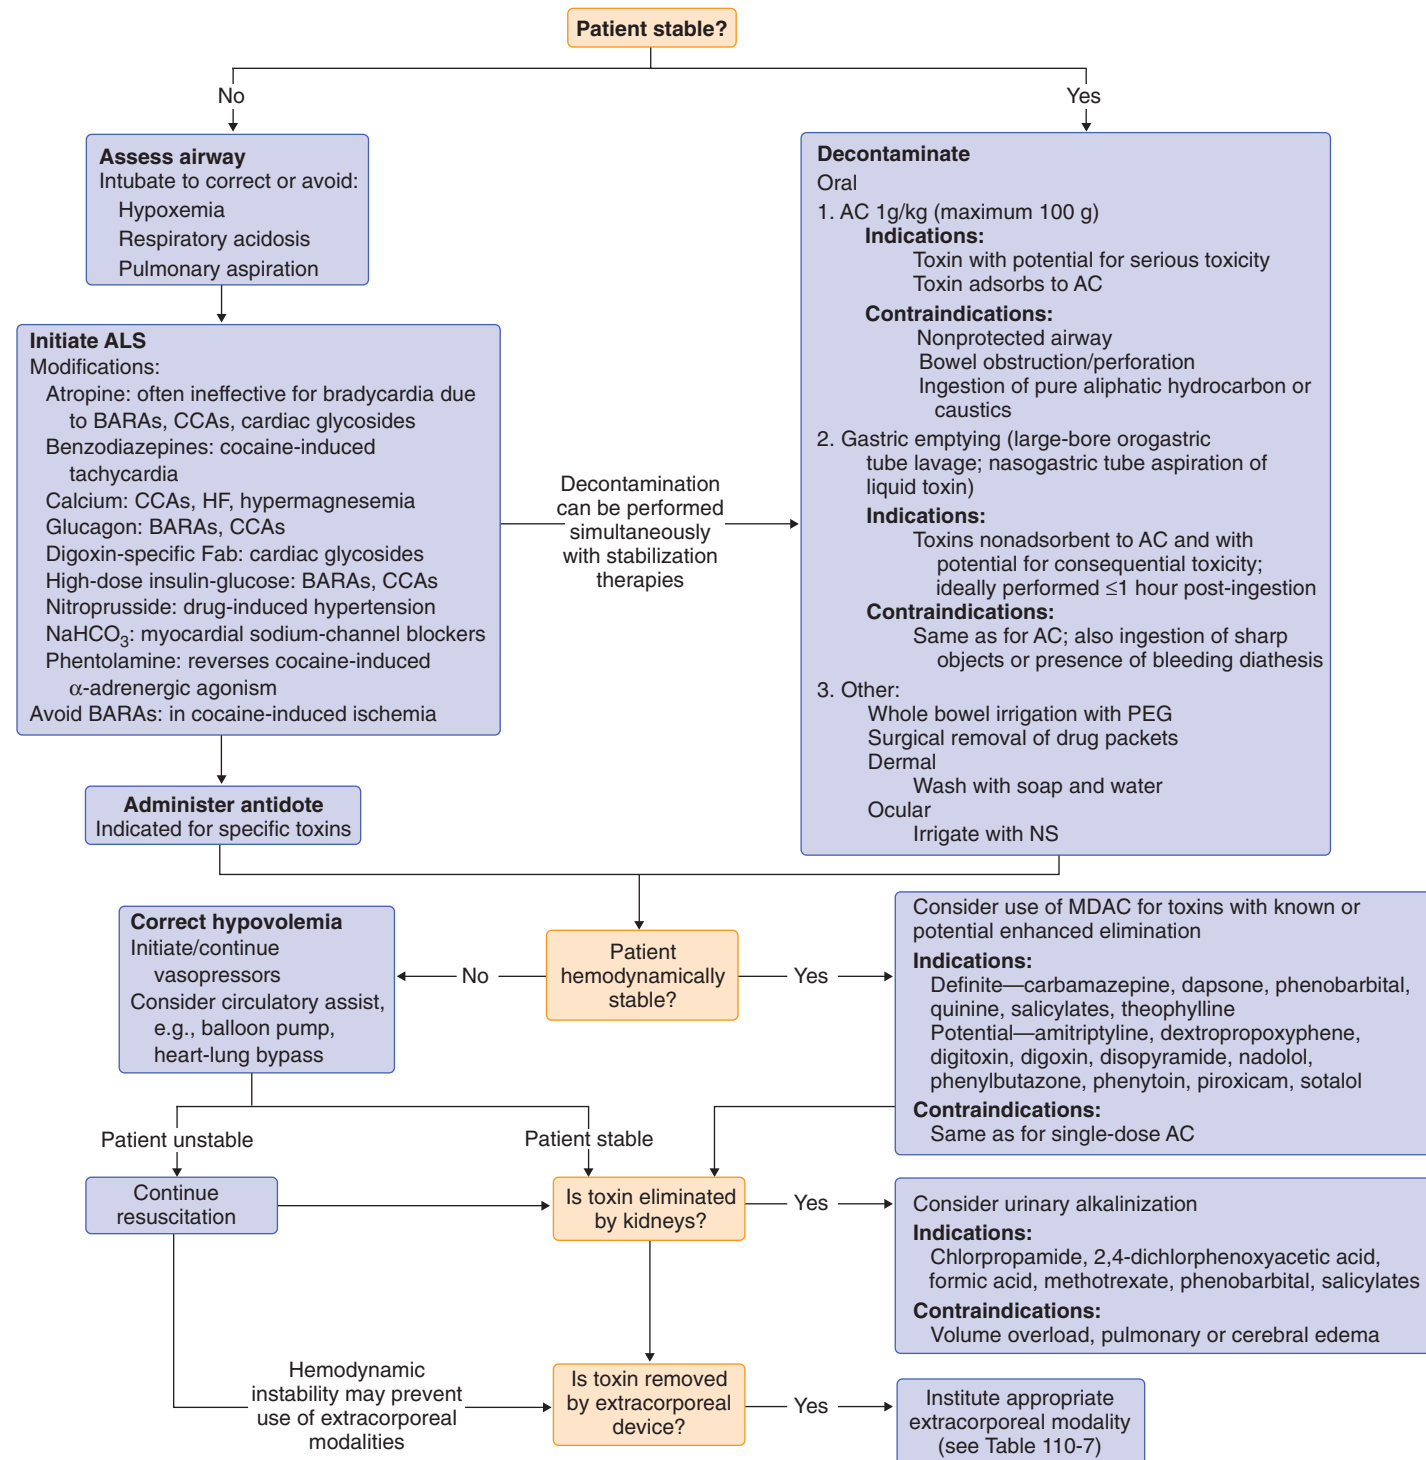 Patient stable?
No
Yes
Assess airway
Intubate to correct or avoid:
Hypoxemia
Respiratory acidosis
Pulmonary aspiration
Initiate ALS
Modifications:
Atropine: often ineffective for bradycardia due
to BARAs, CCAs, cardiac glycosides
Benzodiazepines: cocaine-induced
tachycardia
Calcium: CCAs, HF, hypermagnesemia
Glucagon: BARAs, CCAs
Digoxin-specific Fab: cardiac glycosides
High-dose insulin-glucose: BARAs, CCAs
Nitroprusside: drug-induced hypertension
NaHCO3: myocardial sodium-channel blockers
Phentolamine: reverses cocaine-induced
α-adrenergic agonism
Avoid BARAs: in cocaine-induced ischemia
Decontamination
can be performed
simultaneously
with stabilization
therapies
Decontaminate
Oral
1. AC 1g/kg (maximum 100 g)
Indications:
Toxin with potential for serious toxicity
Toxin adsorbs to AC
Contraindications:
Nonprotected airway
Bowel obstruction/perforation
Ingestion of pure aliphatic hydrocarbon or
caustics
2. Gastric emptying (large-bore orogastric
tube lavage; nasogastric tube aspiration of
liquid toxin)
Indications:
Toxins nonadsorbent to AC and with
potential for consequential toxicity;
ideally performed ≤1 hour post-ingestion
Contraindications:
Same as for AC; also ingestion of sharp
objects or presence of bleeding diathesis
3. Other:
Whole bowel irrigation with PEG
Surgical removal of drug packets
Dermal
Wash with soap and water
Ocular
Irrigate with NS
Administer antidote
Indicated for specific toxins
Correct hypovolemia
Initiate/continue
vasopressors
Consider circulatory assist,
e.g., balloon pump,
heart-lung bypass
No
Patient
hemodynamically
stable?
Yes
Consider use of MDAC for toxins with known or
potential enhanced elimination
Indications:
Definite—carbamazepine, dapsone, phenobarbital,
quinine, salicylates, theophylline
Potential—amitriptyline, dextropropoxyphene,
digitoxin, digoxin, disopyramide, nadolol,
phenylbutazone, phenytoin, piroxicam, sotalol
Contraindications:
Same as for single-dose AC
Patient unstable
Patient stable
Continue
resuscitation
Is toxin eliminated
by kidneys?
Yes
Consider urinary alkalinization
Indications:
Chlorpropamide, 2,4-dichlorphenoxyacetic acid,
formic acid, methotrexate, phenobarbital, salicylates
Contraindications:
Volume overload, pulmonary or cerebral edema
Hemodynamic
instability may prevent
use of extracorporeal
modalities
Is toxin removed
by extracorporeal
device?
Yes
Institute appropriate
extracorporeal modality
(see Table 110-7)